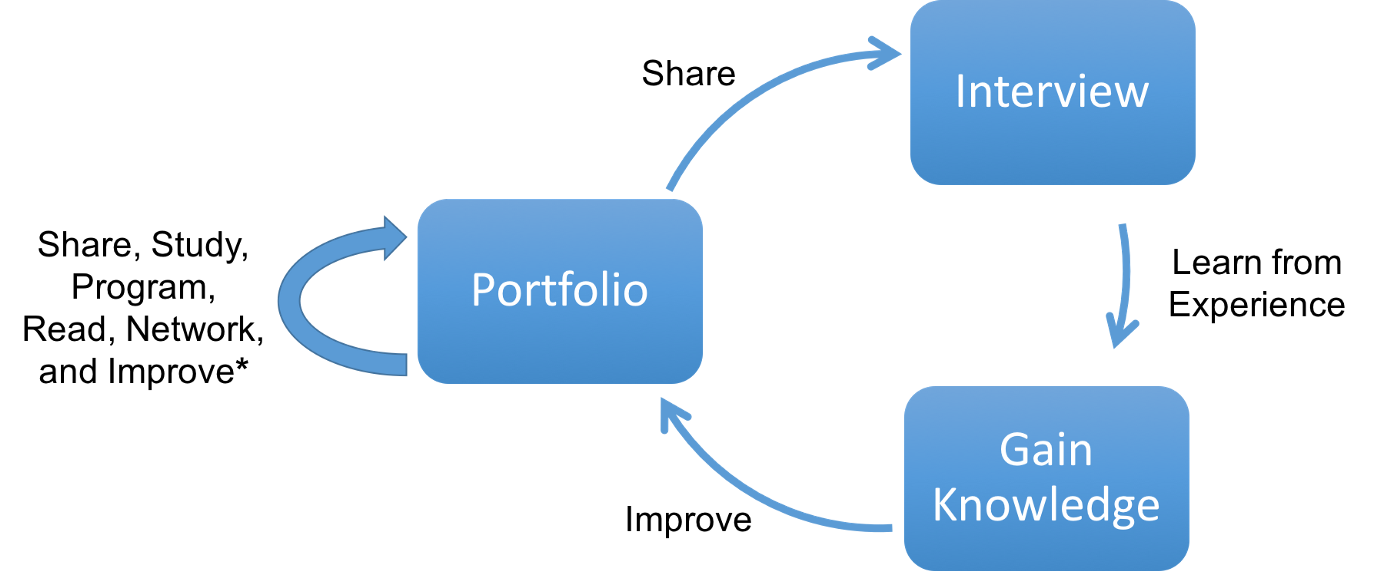 Share
Interview
Share, Study,
Program,
Read, Network,
and Improve*
Portfolio
Learn from
Experience
Gain
Knowledge
Improve